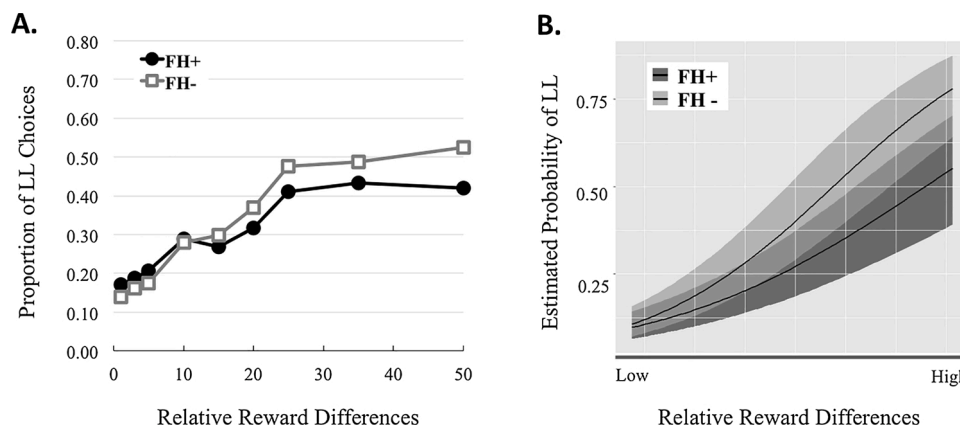 A.
Proportion of LL Choices
0.80
0.70
0.60
0.50
0.40
0.30
0.20
0.10
0.00
FH+
FH-
0 10 20 30 40 50
Relative Reward Differences
B.
Estimated Probability of LL
0.75
0.50
0.25
FH+
FH -
Low High
Relative Reward Differences